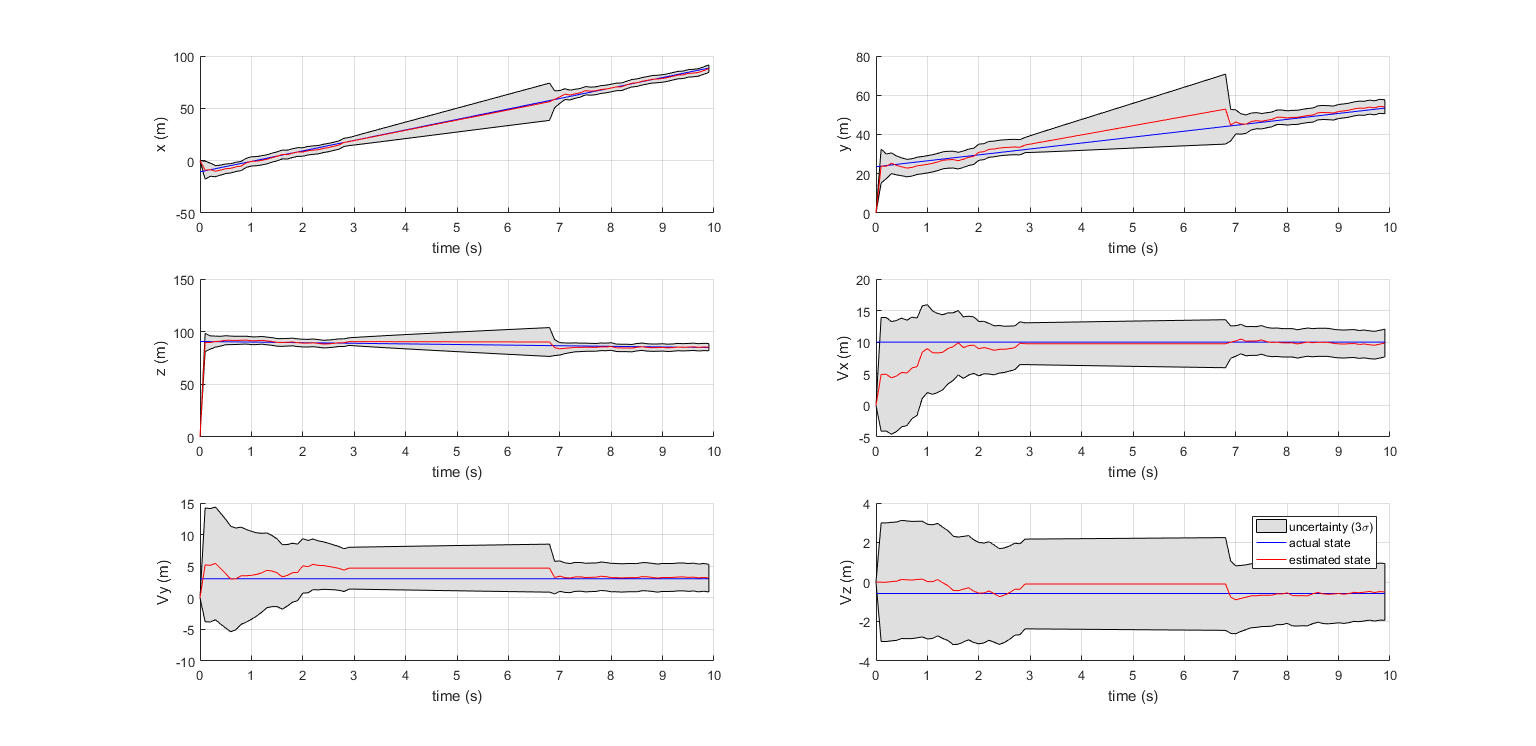 100
50
0
-50
x (m)
0 1 2 3 4 5 6 7 8 9 10
time (s)
80
60
40
20
0
y (m)
0 1 2 3 4 5 6 7 8 9 10
time (s)
150
100
50
0
z (m)
0 1 2 3 4 5 6 7 8 9 10
time (s)
20
15
10
5
0
-5
Vx (m)
0 1 2 3 4 5 6 7 8 9 10
time (s)
15
10
5
0
-5
-10
Vy (m)
0 1 2 3 4 5 6 7 8 9 10
time (s)
4
2
0
-2
-4
Vz (m)
uncertainty (3σ)
actual state
estimated state
0 1 2 3 4 5 6 7 8 9 10
time (s)